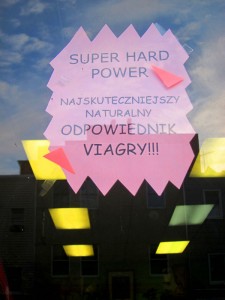 SUPER HARD
POWER
NAJSKUTECZNIEJSZY
NATURALNY
ODPOWIEDNIK
VIAGRY!!!